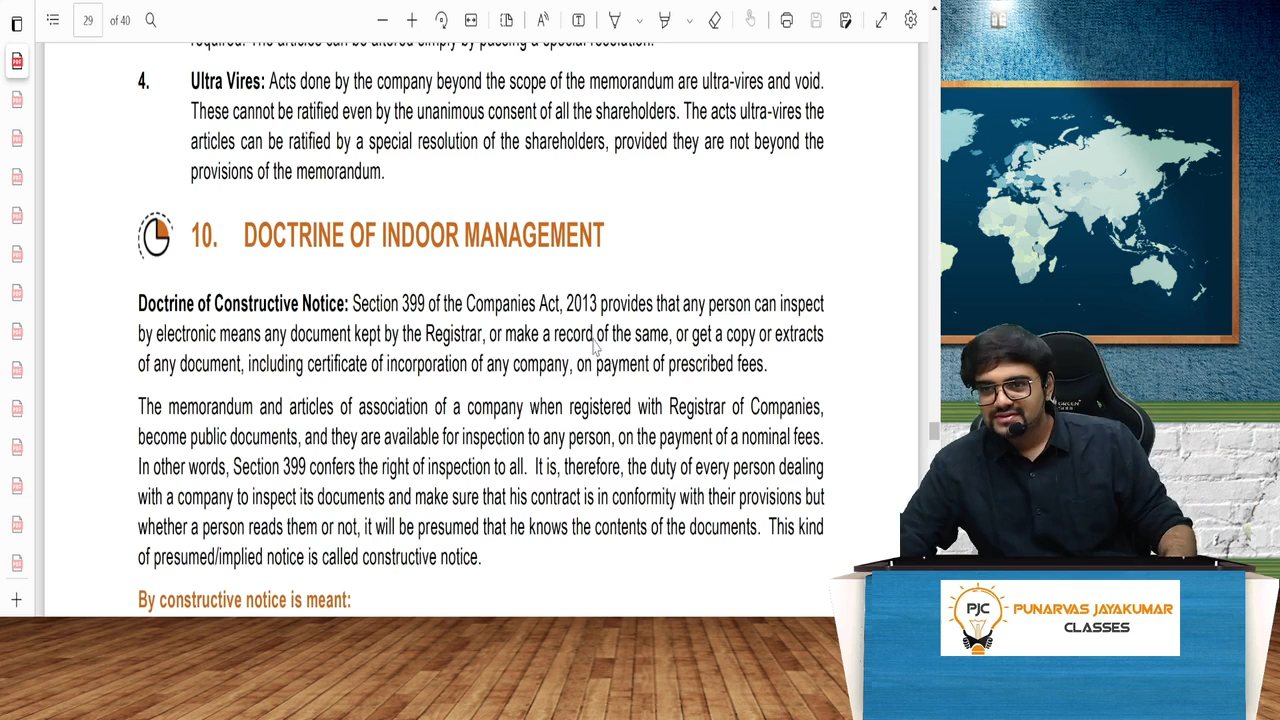 29 of 40
required. The articles can be altered simply by passing a special resolution.
4. Ultra Vires: Acts done by the company beyond the scope of the memorandum are ultra-vires and void.
These cannot be ratified even by the unanimous consent of all the shareholders. The acts ultra-vires the
articles can be ratified by a special resolution of the shareholders, provided they are not beyond the
provisions of the memorandum.
10. DOCTRINE OF INDOOR MANAGEMENT
Doctrine of Constructive Notice: Section 399 of the Companies Act, 2013 provides that any person can inspect
by electronic means any document kept by the Registrar, or make a record of the same, or get a copy or extracts
of any document, including certificate of incorporation of any company, on payment of prescribed fees.
The memorandum and articles of association of a company when registered with Registrar of Companies,
become public documents, and they are available for inspection to any person, on the payment of a nominal fees.
In other words, Section 399 confers the right of inspection to all. It is, therefore, the duty of every person dealing
with a company to inspect its documents and make sure that his contract is in conformity with their provisions but
whether a person reads them or not, it will be presumed that he knows the contents of the documents. This kind
of presumed/implied notice is called constructive notice.
By constructive notice is meant:
PJC PUNARVAS JAYAKUMAR
CLASSES